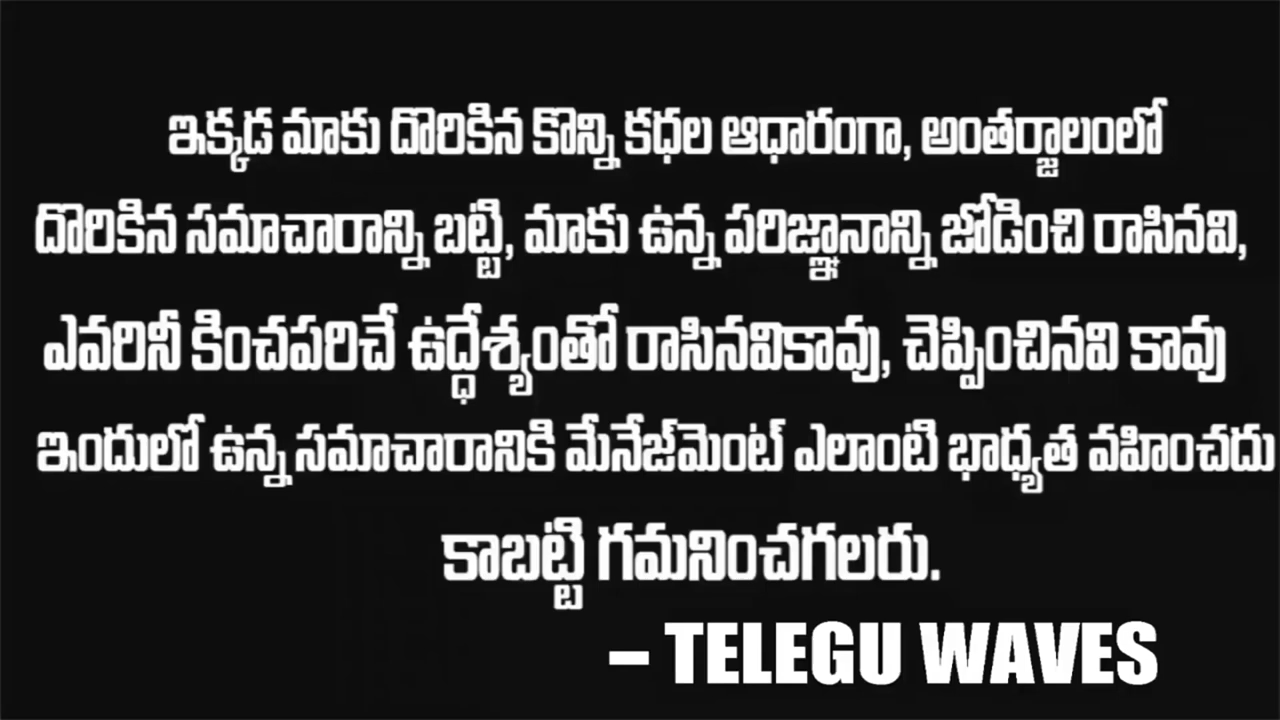 ఇక్కడ మాకు దొరికిన కొన్ని కధల ఆధారంగా, అంతర్జాలంలో
దొరికిన సమాచారాన్ని బట్టి, మాకు ఉన్న పరిజ్ఞానాన్ని జోడించి రాసినవి,
ఎవరినీ కించపరిచే ఉద్ధేశ్యంతో రాసినవికావు, చెప్పించినవి కావు
ఇందులో ఉన్న సమాచారానికి మేనేజ్‌మెంట్ ఎలాంటి భాధ్యత వహించదు
కాబట్టి గమనించగలరు.
– TELEGU WAVES